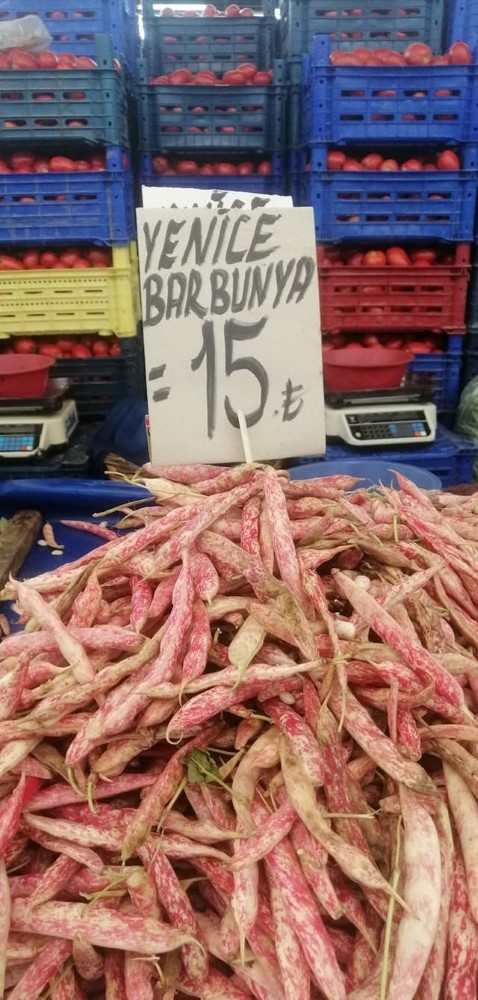 YENİCE
BARBUNYA
= 15.₺